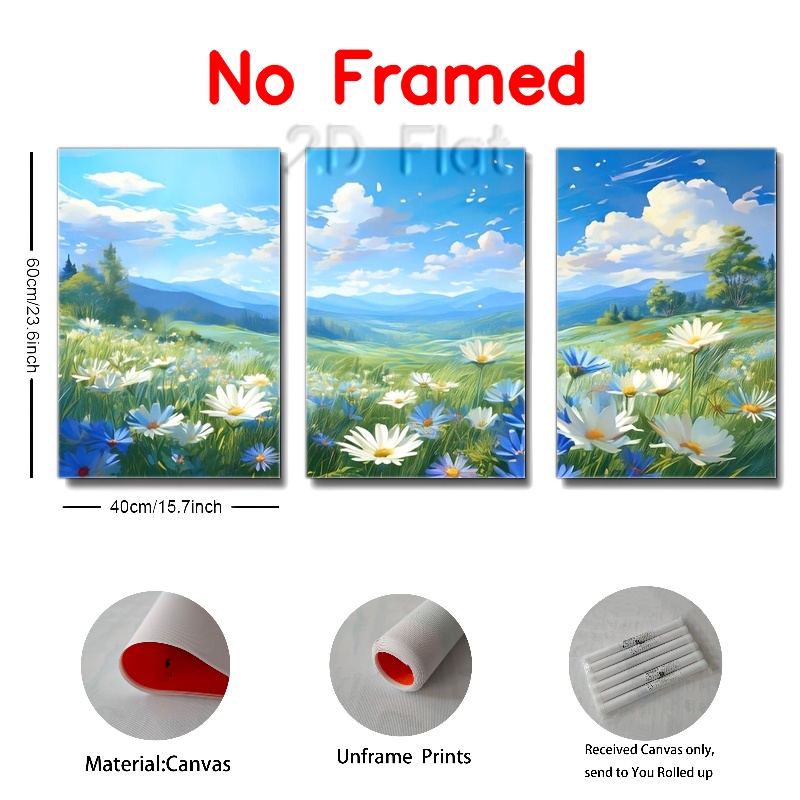 No Framed
2D Flat
60cm/23.6inch
40cm/15.7inch
Material:Canvas
Unframe Prints
Received Canvas only,
send to You Rolled up